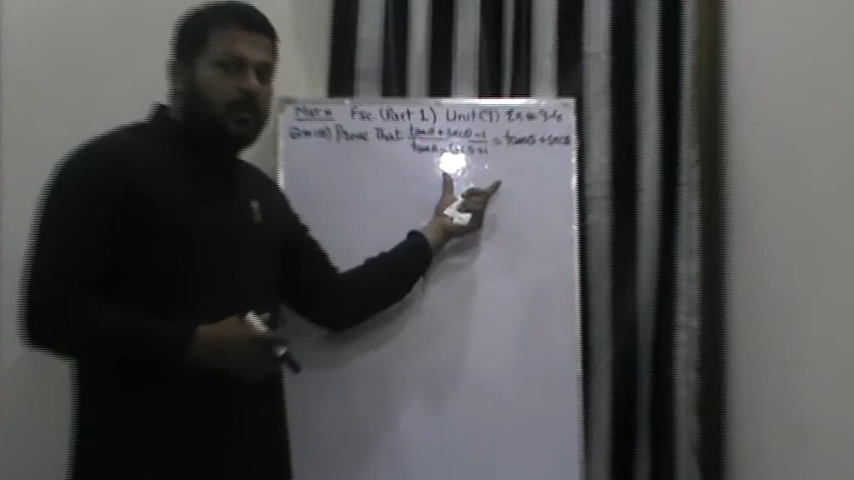 Math Fsc. (Part 1) Unit (9) Ex # 9.4
Prove That tanθ + secθ - 1 / tanθ - secθ + 1 = tanθ + secθ